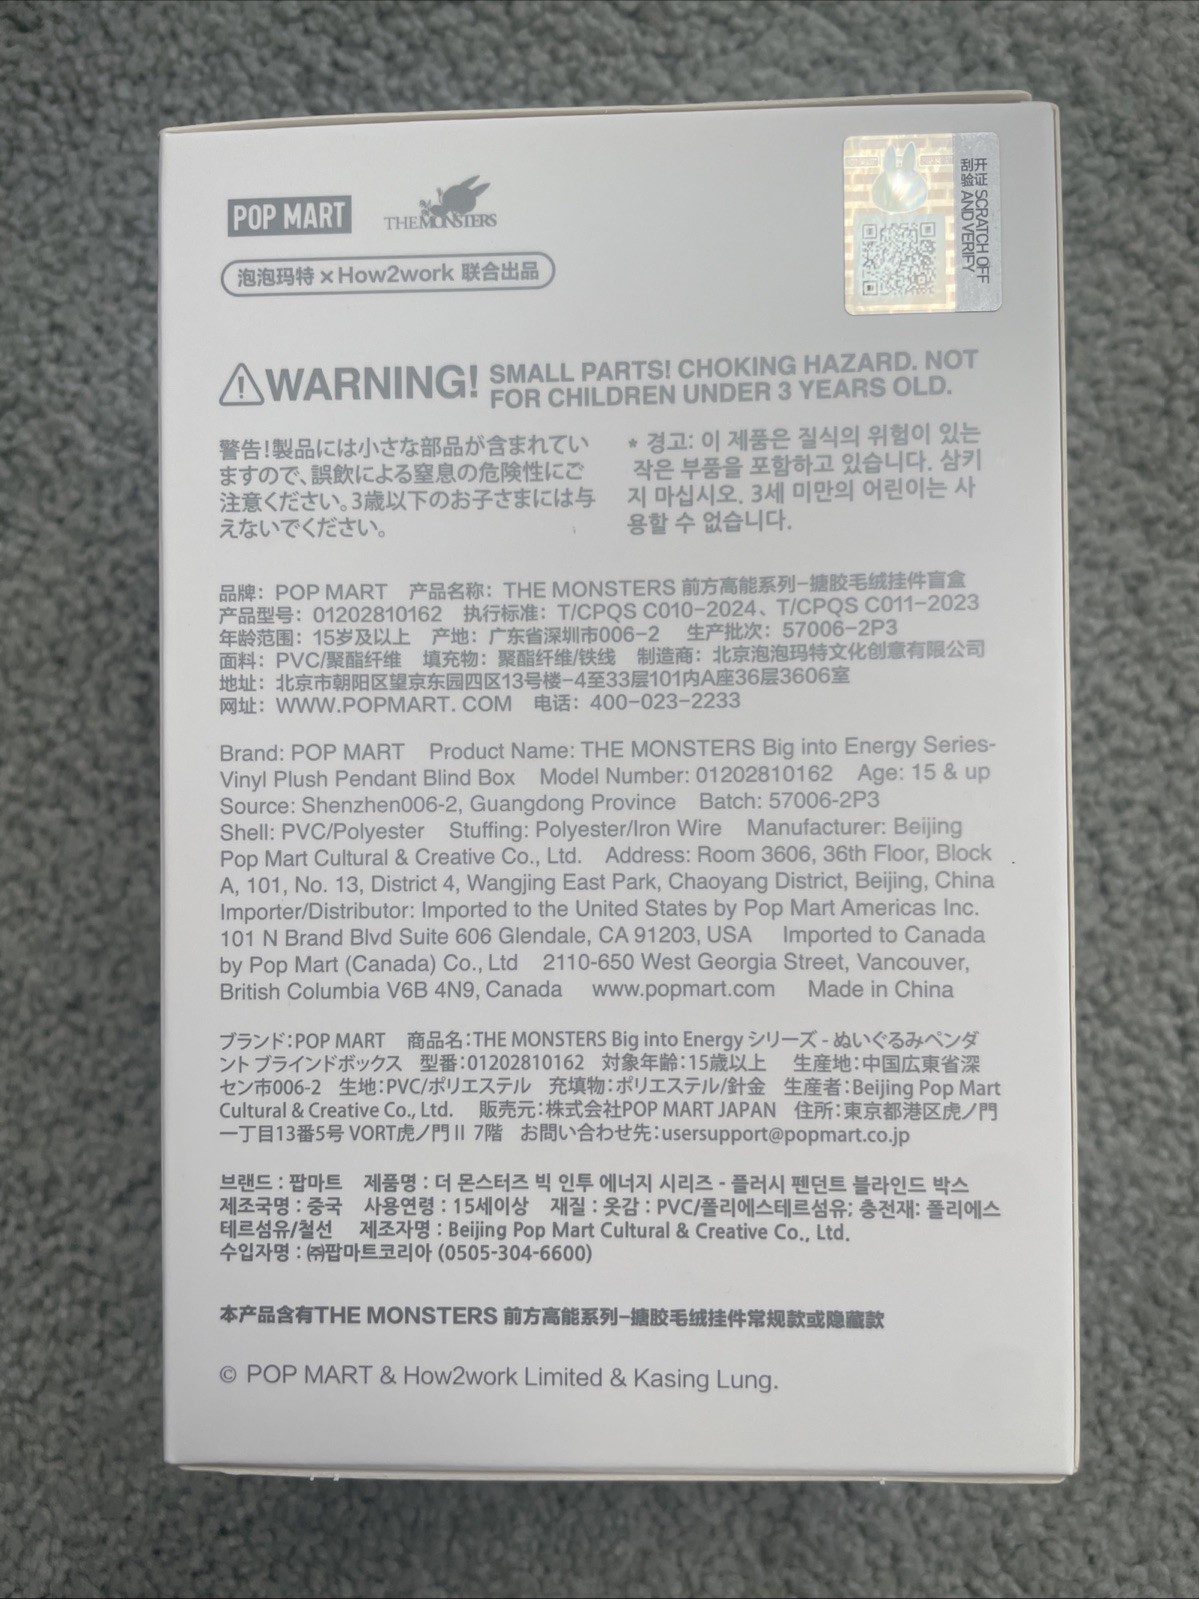 POP MART THE MONSTERS
泡泡玛特 × How2work 联合出品
刮开验证 SCRATCH OFF AND VERIFY
WARNING! SMALL PARTS! CHOKING HAZARD. NOT
FOR CHILDREN UNDER 3 YEARS OLD.
警告!製品には小さな部品が含まれてい
ますので、誤飲による窒息の危険性にご
注意ください。3歳以下のお子さまには与
えないでください。
* 경고: 이 제품은 질식의 위험이 있는
작은 부품을 포함하고 있습니다. 삼키
지 마십시오. 3세 미만의 어린이는 사
용할 수 없습니다.
品牌: POP MART 产品名称: THE MONSTERS 前方高能系列-搪胶毛绒挂件盲盒
产品型号: 01202810162 执行标准: T/CPQS C010-2024、T/CPQS C011-2023
年龄范围: 15岁及以上 产地: 广东省深圳市006-2 生产批次: 57006-2P3
面料: PVC/聚酯纤维 填充物: 聚酯纤维/铁线 制造商: 北京泡泡玛特文化创意有限公司
地址: 北京市朝阳区望京东园四区13号楼-4至33层101内A座36层3606室
网址: WWW.POPMART. COM 电话: 400-023-2233
Brand: POP MART Product Name: THE MONSTERS Big into Energy Series-
Vinyl Plush Pendant Blind Box Model Number: 01202810162 Age: 15 & up
Source: Shenzhen006-2, Guangdong Province Batch: 57006-2P3
Shell: PVC/Polyester Stuffing: Polyester/Iron Wire Manufacturer: Beijing
Pop Mart Cultural & Creative Co., Ltd. Address: Room 3606, 36th Floor, Block
A, 101, No. 13, District 4, Wangjing East Park, Chaoyang District, Beijing, China
Importer/Distributor: Imported to the United States by Pop Mart Americas Inc.
101 N Brand Blvd Suite 606 Glendale, CA 91203, USA Imported to Canada
by Pop Mart (Canada) Co., Ltd 2110-650 West Georgia Street, Vancouver,
British Columbia V6B 4N9, Canada www.popmart.com Made in China
ブランド:POP MART 商品名:THE MONSTERS Big into Energy シリーズ - ぬいぐるみペンダ
ント ブラインドボックス 型番:01202810162 対象年齢:15歳以上 生産地:中国広東省深
セン市006-2 生地:PVC/ポリエステル 充填物:ポリエステル/針金 生産者:Beijing Pop Mart
Cultural & Creative Co., Ltd. 販売元:株式会社POP MART JAPAN 住所:東京都港区虎ノ門
一丁目13番5号 VORT虎ノ門Ⅱ 7階 お問い合わせ先:usersupport@popmart.co.jp
브랜드 : 팝마트 제품명 : 더 몬스터즈 빅 인투 에너지 시리즈 - 플러시 펜던트 블라인드 박스
제조국명 : 중국 사용연령 : 15세이상 재질 : 옷감 : PVC/폴리에스테르섬유; 충전재: 폴리에스
테르섬유/철선 제조자명 : Beijing Pop Mart Cultural & Creative Co., Ltd.
수입자명 : ㈜팝마트코리아 (0505-304-6600)
本产品含有THE MONSTERS 前方高能系列-搪胶毛绒挂件常规款或隐藏款
© POP MART & How2work Limited & Kasing Lung.